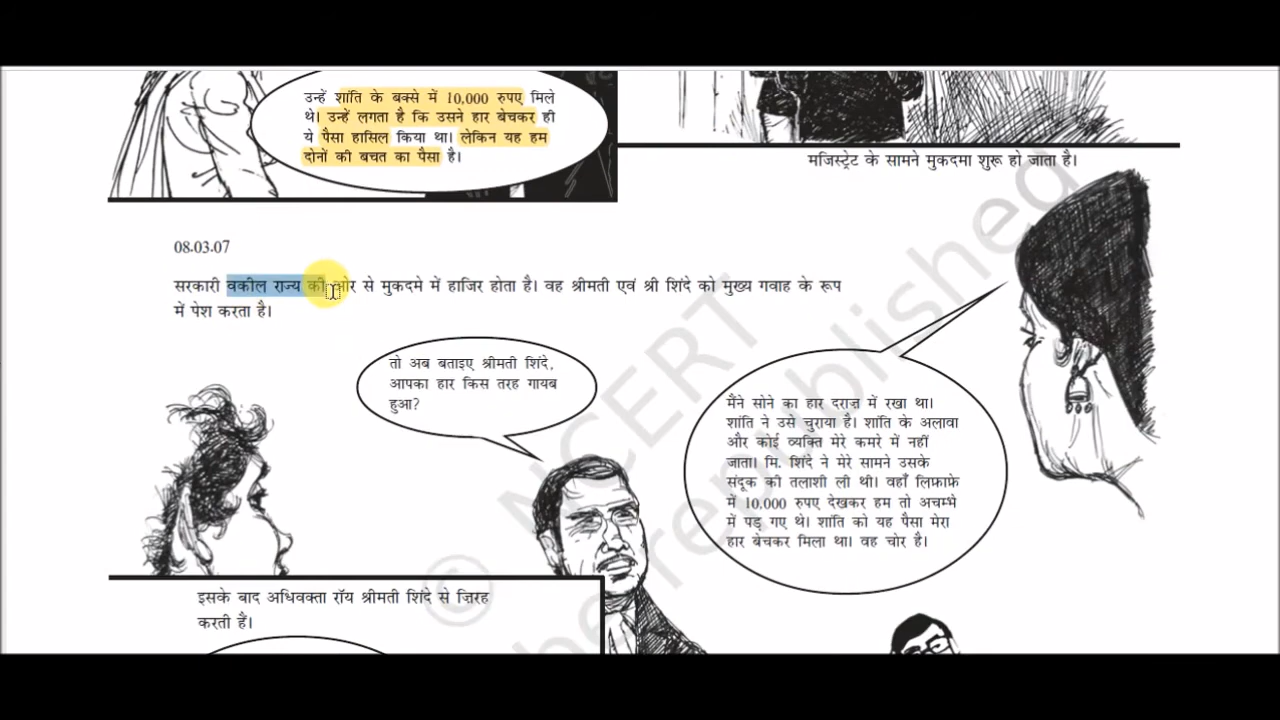 उन्हें शांति के बक्से में 10,000 रुपए मिले
थे। उन्हें लगता है कि उसने हार बेचकर ही
ये पैसा हासिल किया था। लेकिन यह हम
दोनों की बचत का पैसा है।
मजिस्ट्रेट के सामने मुकदमा शुरू हो जाता है।
08.03.07
सरकारी वकील राज्य की ओर से मुकदमे में हाजिर होता है। वह श्रीमती एवं श्री शिंदे को मुख्य गवाह के रूप
में पेश करता है।
तो अब बताइए श्रीमती शिंदे,
आपका हार किस तरह गायब
हुआ?
मैंने सोने का हार दराज़ में रखा था।
शांति ने उसे चुराया है। शांति के अलावा
और कोई व्यक्ति मेरे कमरे में नहीं
जाता। मि. शिंदे ने मेरे सामने उसके
संदूक की तलाशी ली थी। वहाँ लिफ़ाफ़े
में 10,000 रुपए देखकर हम तो अचम्भे
में पड़ गए थे। शांति को यह पैसा मेरा
हार बेचकर मिला था। वह चोर है।
इसके बाद अधिवक्ता रॉय श्रीमती शिंदे से ज़िरह
करती हैं।
© NCERT
be republished